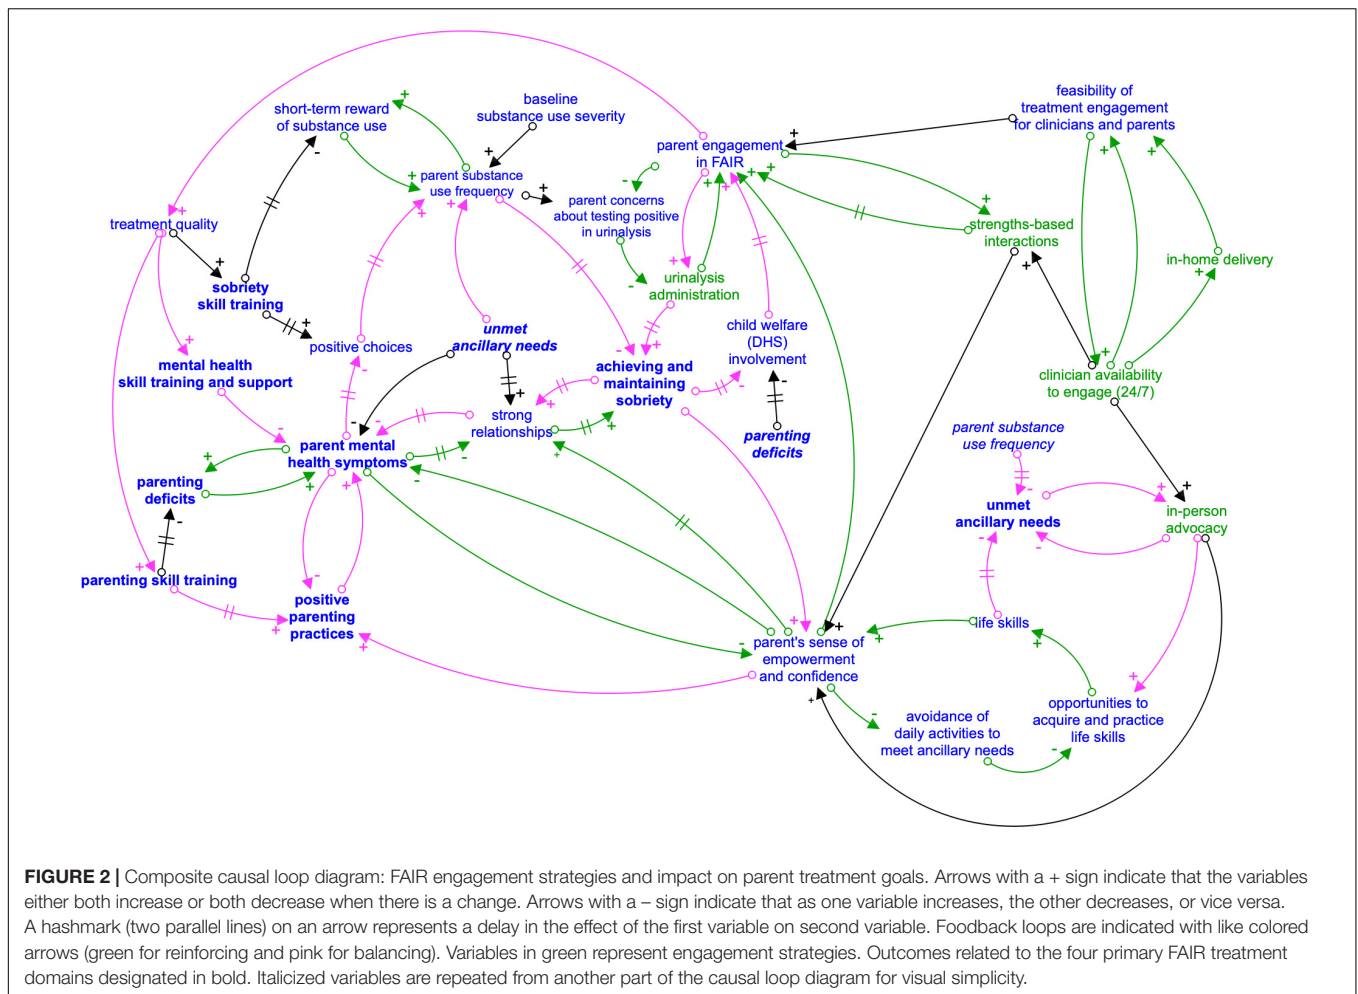 feasibility of
treatment engagement
for clinicians and parents
baseline
substance use severity
short-term reward
of substance use
parent engagement
in FAIR
parent substance
use frequency
parent concerns
about testing positive
in urinalysis
treatment quality
strengths-based
interactions
in-home delivery
sobriety
skill training
urinalysis
administration
unmet
ancillary needs
child welfare
(DHS)
involvement
positive choices
mental health
skill training and support
achieving and
maintaining
sobriety
clinician availability
to engage (24/7)
strong
relationships
parenting
deficits
parent substance
use frequency
parent mental
health symptoms
parenting
deficits
unmet
ancillary needs
in-person
advocacy
parenting skill training
positive
parenting
practices
life skills
parent's sense of
empowerment
and confidence
opportunities to
acquire and practice
life skills
avoidance of
daily activities to
meet ancillary needs
FIGURE 2 | Composite causal loop diagram: FAIR engagement strategies and impact on parent treatment goals. Arrows with a + sign indicate that the variables
either both increase or both decrease when there is a change. Arrows with a – sign indicate that as one variable increases, the other decreases, or vice versa.
A hashmark (two parallel lines) on an arrow represents a delay in the effect of the first variable on second variable. Foodback loops are indicated with like colored
arrows (green for reinforcing and pink for balancing). Variables in green represent engagement strategies. Outcomes related to the four primary FAIR treatment
domains designated in bold. Italicized variables are repeated from another part of the causal loop diagram for visual simplicity.